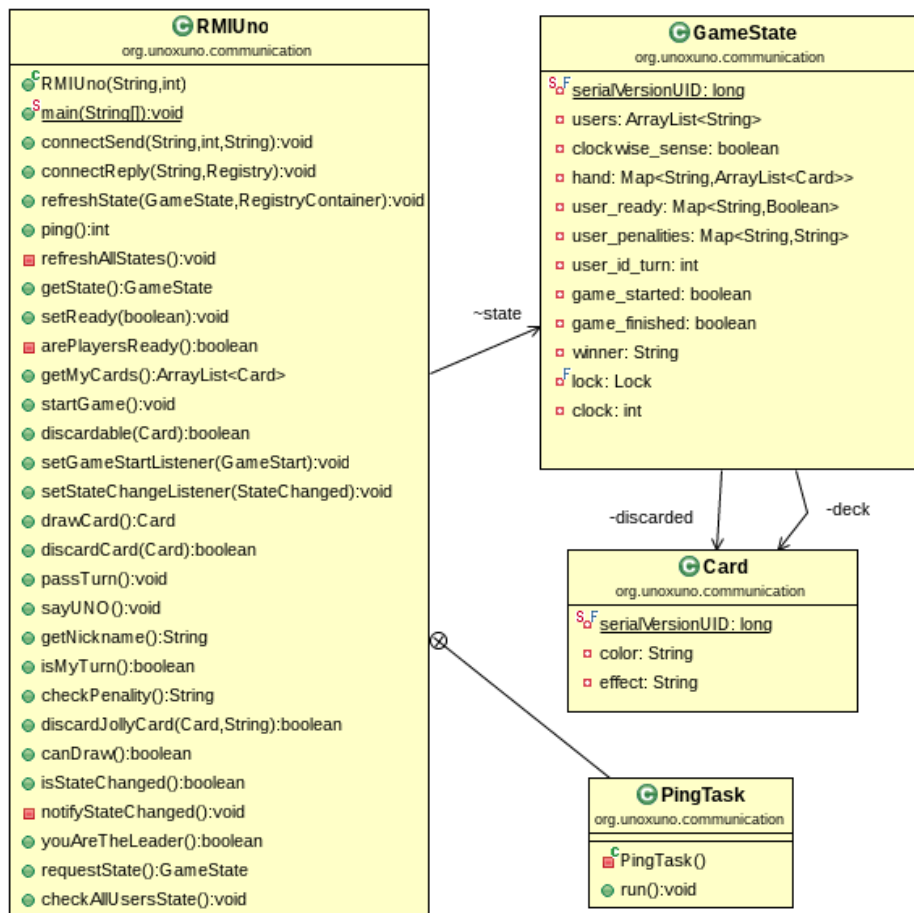 RMIUno
org.unoxuno.communication
RMIUno(String,int)
main(String[]):void
connectSend(String,int,String):void
connectReply(String,Registry):void
refreshState(GameState,RegistryContainer):void
ping():int
refreshAllStates():void
getState():GameState
setReady(boolean):void
arePlayersReady():boolean
getMyCards():ArrayList<Card>
startGame():void
discardable(Card):boolean
setGameStartListener(GameStart):void
setStateChangeListener(StateChanged):void
drawCard():Card
discardCard(Card):boolean
passTurn():void
sayUNO():void
getNickname():String
isMyTurn():boolean
checkPenality():String
discardJollyCard(Card,String):boolean
canDraw():boolean
isStateChanged():boolean
notifyStateChanged():void
youAreTheLeader():boolean
requestState():GameState
checkAllUsersState():void
~state
GameState
org.unoxuno.communication
serialVersionUID: long
users: ArrayList<String>
clockwise_sense: boolean
hand: Map<String,ArrayList<Card>>
user_ready: Map<String,Boolean>
user_penalities: Map<String,String>
user_id_turn: int
game_started: boolean
game_finished: boolean
winner: String
lock: Lock
clock: int
-discarded
-deck
Card
org.unoxuno.communication
serialVersionUID: long
color: String
effect: String
PingTask
org.unoxuno.communication
PingTask()
run():void